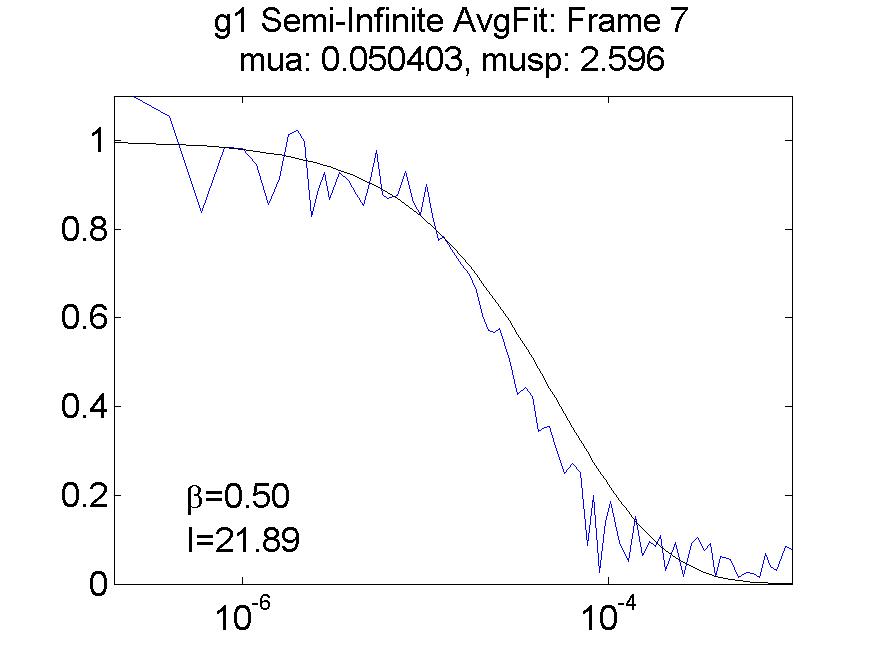 g1 Semi-Infinite AvgFit: Frame 7
mua: 0.050403, musp: 2.596
1
0.8
0.6
0.4
0.2
0
β=0.50
I=21.89
10^-6
10^-4